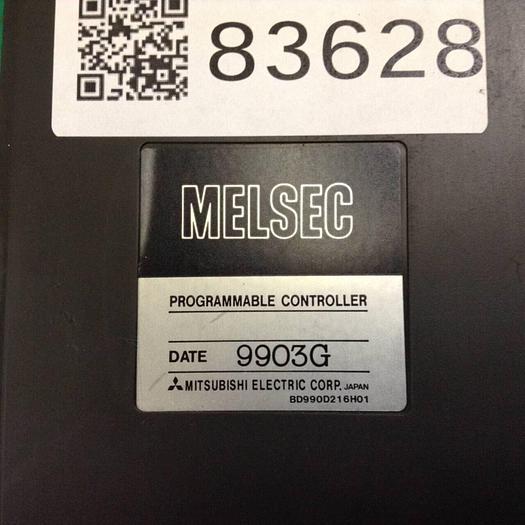 83628
MELSEC
PROGRAMMABLE CONTROLLER
DATE 9903G
MITSUBISHI ELECTRIC CORP. JAPAN
BD990D216H01